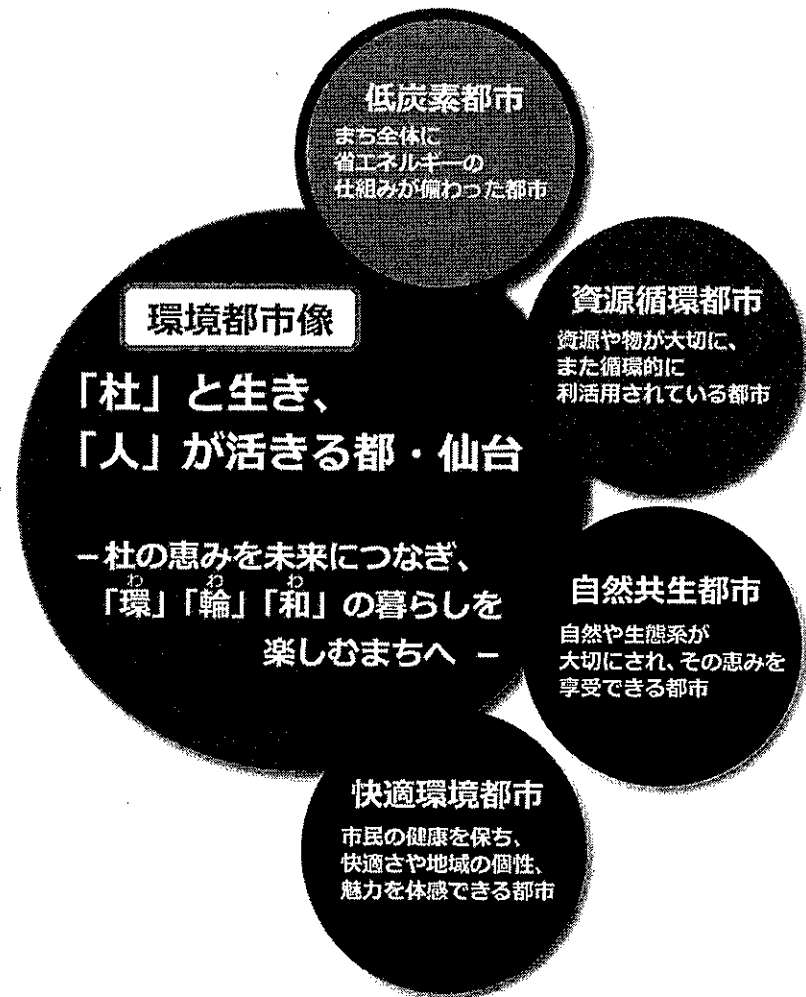 低炭素都市
まち全体に
省エネルギーの
仕組みが備わった都市
資源循環都市
資源や物が大切に、
また循環的に
利活用されている都市
環境都市像
「杜」と生き、
「人」が活きる都・仙台
－杜の恵みを未来につなぎ、
わ わ わ
「環」「輪」「和」の暮らしを
楽しむまちへ －
自然共生都市
自然や生態系が
大切にされ、その恵みを
享受できる都市
快適環境都市
市民の健康を保ち、
快適さや地域の個性、
魅力を体感できる都市